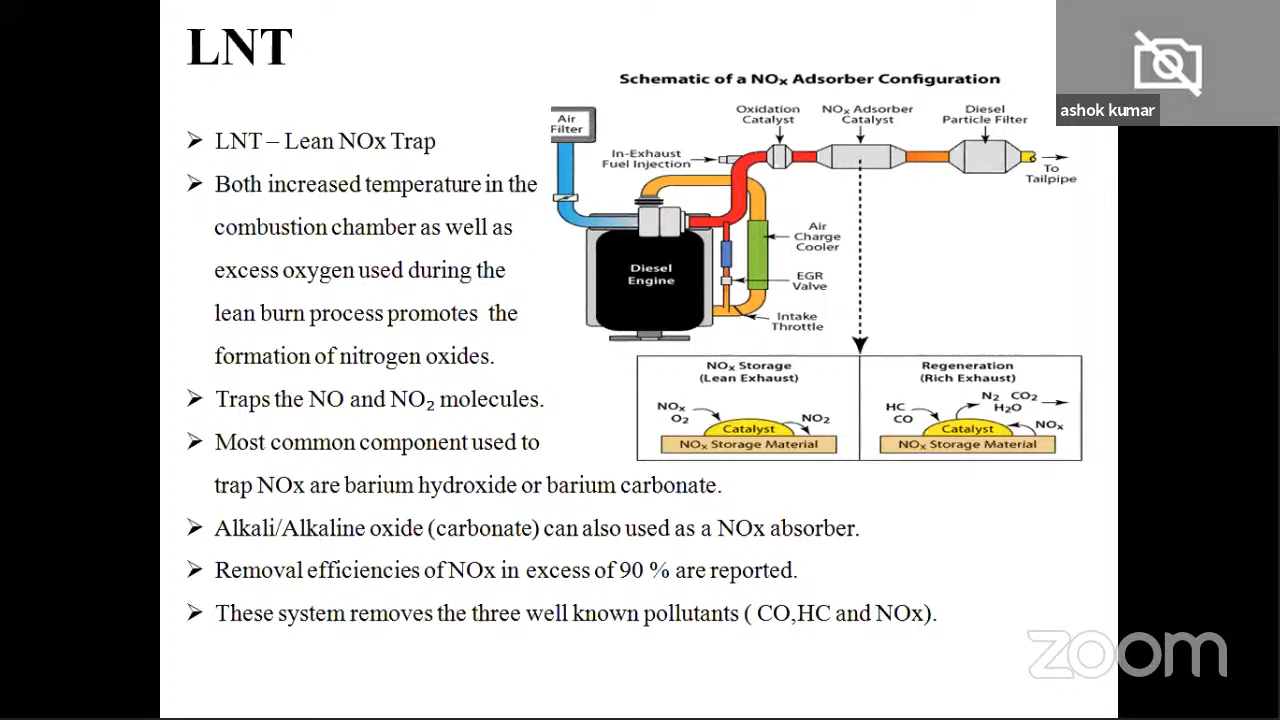 LNT
➢ LNT – Lean NOx Trap
➢ Both increased temperature in the
combustion chamber as well as
excess oxygen used during the
lean burn process promotes the
formation of nitrogen oxides.
➢ Traps the NO and NO₂ molecules.
➢ Most common component used to
trap NOx are barium hydroxide or barium carbonate.
➢ Alkali/Alkaline oxide (carbonate) can also used as a NOx absorber.
➢ Removal efficiencies of NOx in excess of 90 % are reported.
➢ These system removes the three well known pollutants ( CO,HC and NOx).
Schematic of a NOx Adsorber Configuration
Air
Filter
In-Exhaust
Fuel Injection
Oxidation
Catalyst
NOx Adsorber
Catalyst
Diesel
Particle Filter
To
Tailpipe
Air
Charge
Cooler
EGR
Valve
Intake
Throttle
Diesel
Engine
NOx Storage
(Lean Exhaust)
NOx
O2
NO2
Catalyst
NOx Storage Material
Regeneration
(Rich Exhaust)
HC
CO
N2 CO2
H2O
NOx
Catalyst
NOx Storage Material
ashok kumar
zoom